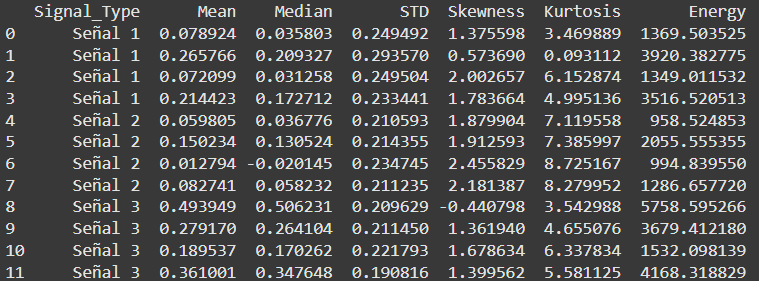 Signal_Type Mean Median STD Skewness Kurtosis Energy
0 Señal 1 0.078924 0.035803 0.249492 1.375598 3.469889 1369.503525
1 Señal 1 0.265766 0.209327 0.293570 0.573690 0.093112 3920.382775
2 Señal 1 0.072099 0.031258 0.249504 2.002657 6.152874 1349.011532
3 Señal 1 0.214423 0.172712 0.233441 1.783664 4.995136 3516.520513
4 Señal 2 0.059805 0.036776 0.210593 1.879904 7.119558 958.524853
5 Señal 2 0.150234 0.130524 0.214355 1.912593 7.385997 2055.555355
6 Señal 2 0.012794 -0.020145 0.234745 2.455829 8.725167 994.839550
7 Señal 2 0.082741 0.058232 0.211235 2.181387 8.279952 1286.657720
8 Señal 3 0.493949 0.506231 0.209629 -0.440798 3.542988 5758.595266
9 Señal 3 0.279170 0.264104 0.211450 1.361940 4.655076 3679.412180
10 Señal 3 0.189537 0.170262 0.221793 1.678634 6.337834 1532.098139
11 Señal 3 0.361001 0.347648 0.190816 1.399562 5.581125 4168.318829